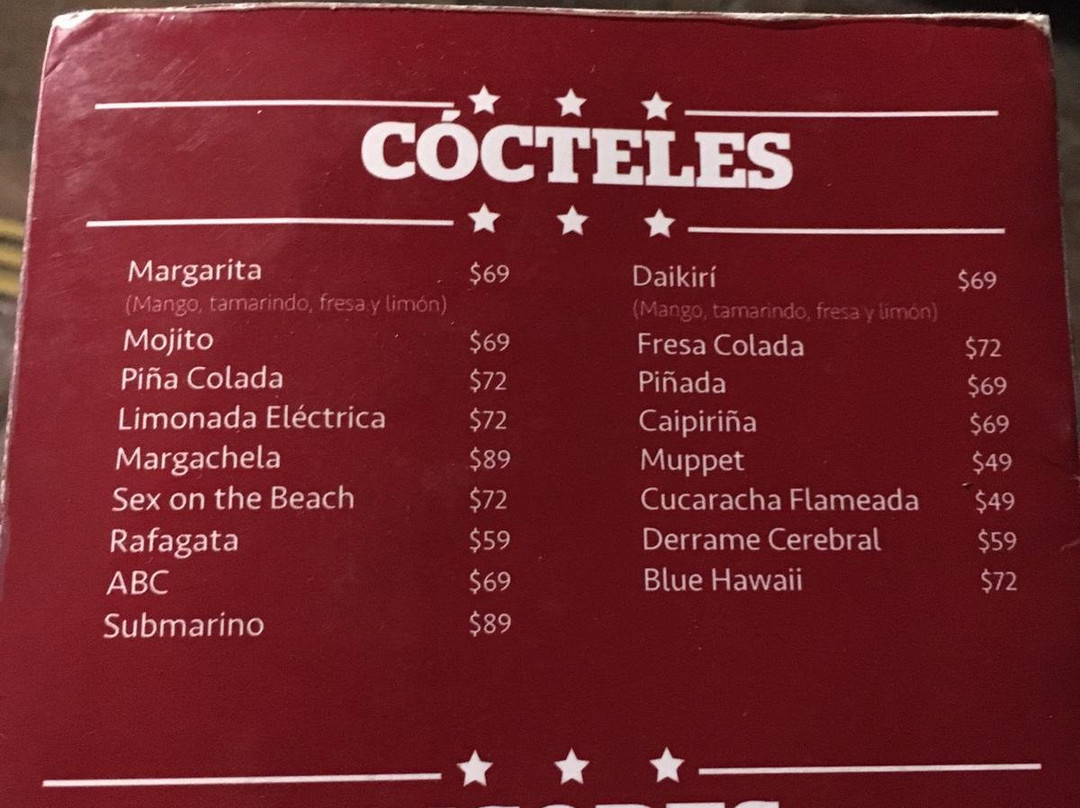 CÓCTELES
Margarita $69
(Mango, tamarindo, fresa y limón)
Mojito $69
Piña Colada $72
Limonada Eléctrica $72
Margachela $89
Sex on the Beach $72
Rafagata $59
ABC $69
Submarino $89
Daikirí $69
(Mango, tamarindo, fresa y limón)
Fresa Colada $72
Piñada $69
Caipiriña $69
Muppet $49
Cucaracha Flameada $49
Derrame Cerebral $59
Blue Hawaii $72